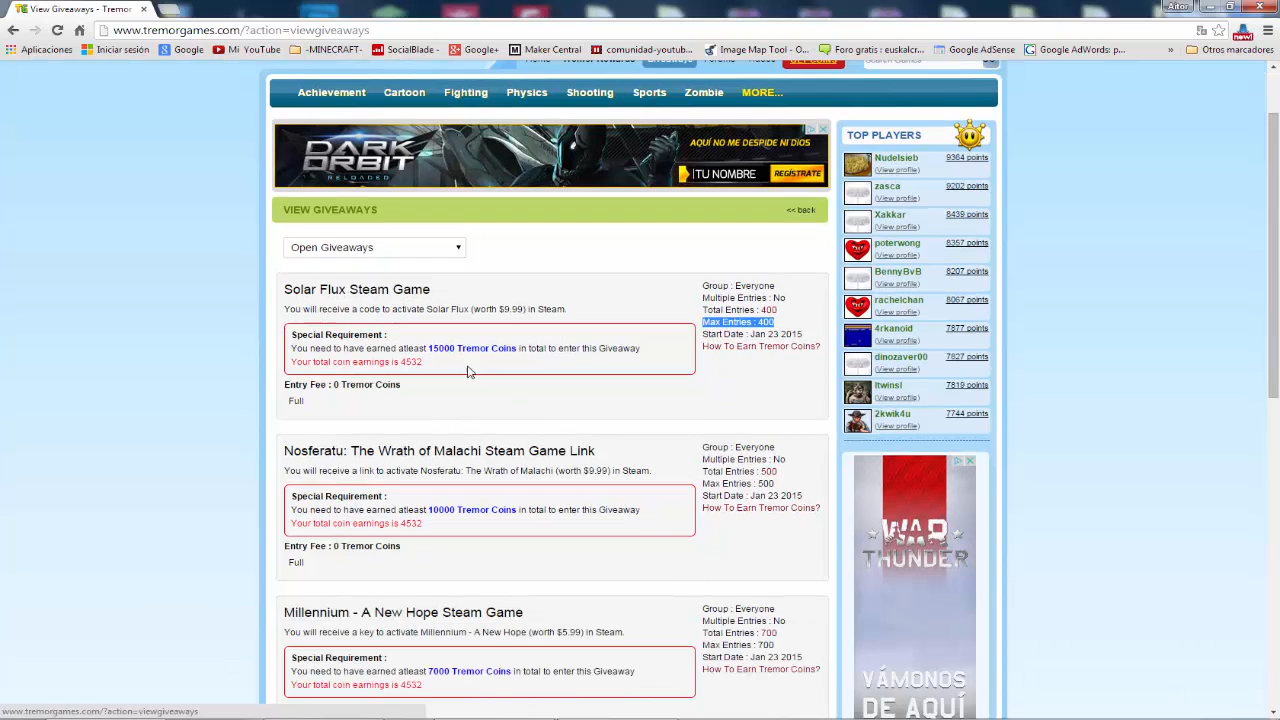 View Giveaways - Tremor
Aitor
www.tremorgames.com/?action=viewgiveaways
Aplicaciones
Iniciar sesión
Google
Mi YouTube
-MINECRAFT-
SocialBlade -
Google+
Maker Central
comunidad-youtub...
Image Map Tool - O...
Foro gratis : euskalcr...
Google AdSense
Google AdWords: p...
»
Otros marcadores
new!
Search Games
Achievement
Cartoon
Fighting
Physics
Shooting
Sports
Zombie
MORE...
DARK
ORBIT
RELOADED
AQUÍ NO ME DESPIDE NI DIOS
TU NOMBRE
REGÍSTRATE
VIEW GIVEAWAYS
<< back
Open Giveaways
Solar Flux Steam Game
You will receive a code to activate Solar Flux (worth $9.99) in Steam.
Special Requirement :
You need to have earned atleast 15000 Tremor Coins in total to enter this Giveaway
Your total coin earnings is 4532
Entry Fee : 0 Tremor Coins
Full
Group : Everyone
Multiple Entries : No
Total Entries : 400
Max Entries : 400
Start Date : Jan 23 2015
How To Earn Tremor Coins?
Nosferatu: The Wrath of Malachi Steam Game Link
You will receive a link to activate Nosferatu: The Wrath of Malachi (worth $9.99) in Steam.
Special Requirement :
You need to have earned atleast 10000 Tremor Coins in total to enter this Giveaway
Your total coin earnings is 4532
Entry Fee : 0 Tremor Coins
Full
Group : Everyone
Multiple Entries : No
Total Entries : 500
Max Entries : 500
Start Date : Jan 23 2015
How To Earn Tremor Coins?
Millennium - A New Hope Steam Game
You will receive a key to activate Millennium - A New Hope (worth $5.99) in Steam.
Special Requirement :
You need to have earned atleast 7000 Tremor Coins in total to enter this Giveaway
Your total coin earnings is 4532
Group : Everyone
Multiple Entries : No
Total Entries : 700
Max Entries : 700
Start Date : Jan 23 2015
How To Earn Tremor Coins?
TOP PLAYERS
Nudelsieb 9364 points
(View profile)
zasca 9202 points
(View profile)
Xakkar 8439 points
(View profile)
poterwong 8357 points
(View profile)
BennyBvB 8207 points
(View profile)
rachelchan 8067 points
(View profile)
4rkanoid 7877 points
(View profile)
dinozaver00 7827 points
(View profile)
ltwinsl 7819 points
(View profile)
2kwik4u 7744 points
(View profile)
WAR
THUNDER
VÁMONOS
DE AQUÍ
www.tremorgames.com/?action=viewgiveaways